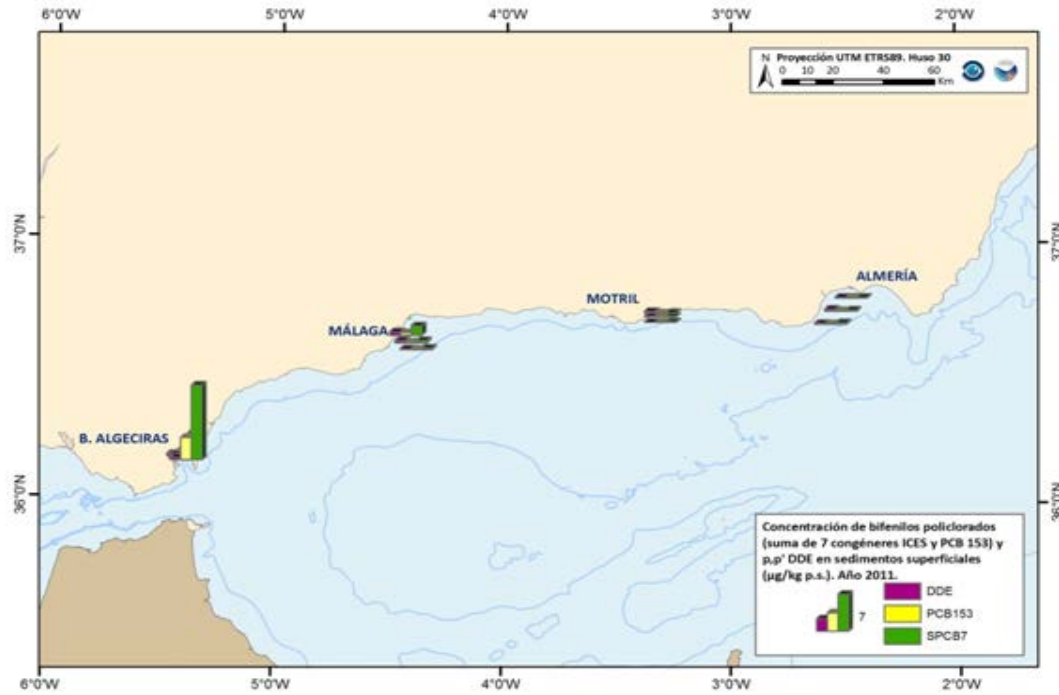 6°0'W 5°0'W 4°0'W 3°0'W 2°0'W
N Proyección UTM ETRS89. Huso 30
0 10 20 40 60
Km
37°0'N 37°0'N
ALMERÍA
MOTRIL
MÁLAGA
B. ALGECIRAS
36°0'N 36°0'N
Concentración de bifenilos policlorados
(suma de 7 congéneres ICES y PCB 153) y
p,p' DDE en sedimentos superficiales
(µg/kg p.s.). Año 2011.
7
DDE
PCB153
SPCB7
6°0'W 5°0'W 4°0'W 3°0'W 2°0'W